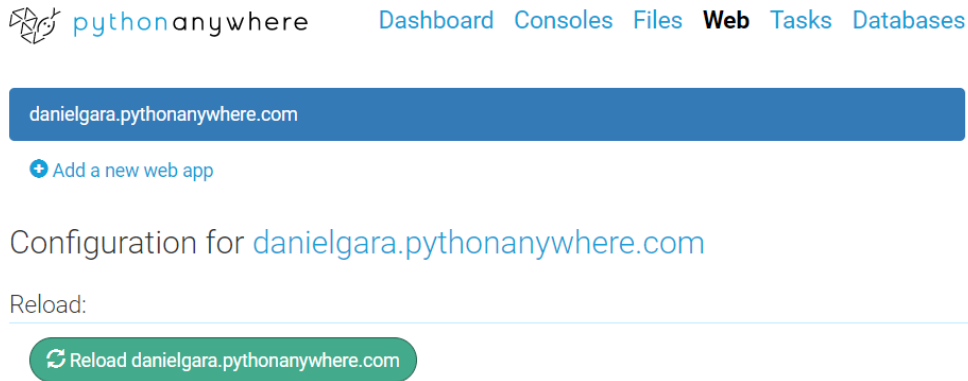 pythonanywhere Dashboard Consoles Files Web Tasks Databases
danielgara.pythonanywhere.com
Add a new web app
Configuration for danielgara.pythonanywhere.com
Reload:
Reload danielgara.pythonanywhere.com